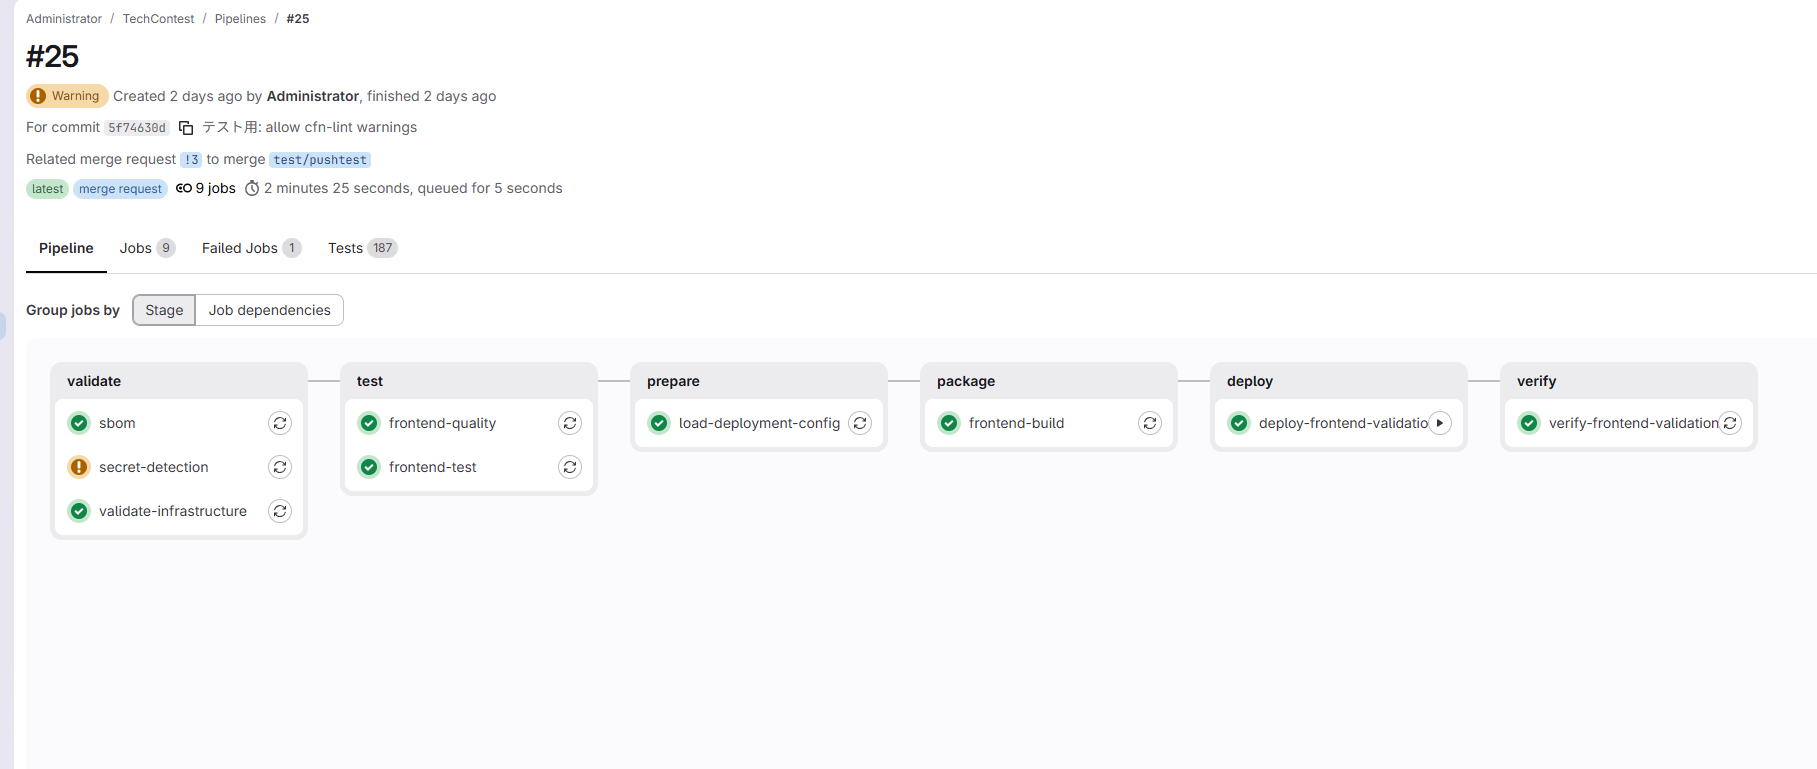 Administrator / TechContest / Pipelines / #25
#25
Warning Created 2 days ago by Administrator, finished 2 days ago
For commit 5f74630d テスト用: allow cfn-lint warnings
Related merge request !3 to merge test/pushtest
latest merge request 9 jobs 2 minutes 25 seconds, queued for 5 seconds
Pipeline Jobs 9 Failed Jobs 1 Tests 187
Group jobs by Stage Job dependencies
validate
sbom
secret-detection
validate-infrastructure
test
frontend-quality
frontend-test
prepare
load-deployment-config
package
frontend-build
deploy
deploy-frontend-validatio
verify
verify-frontend-validation